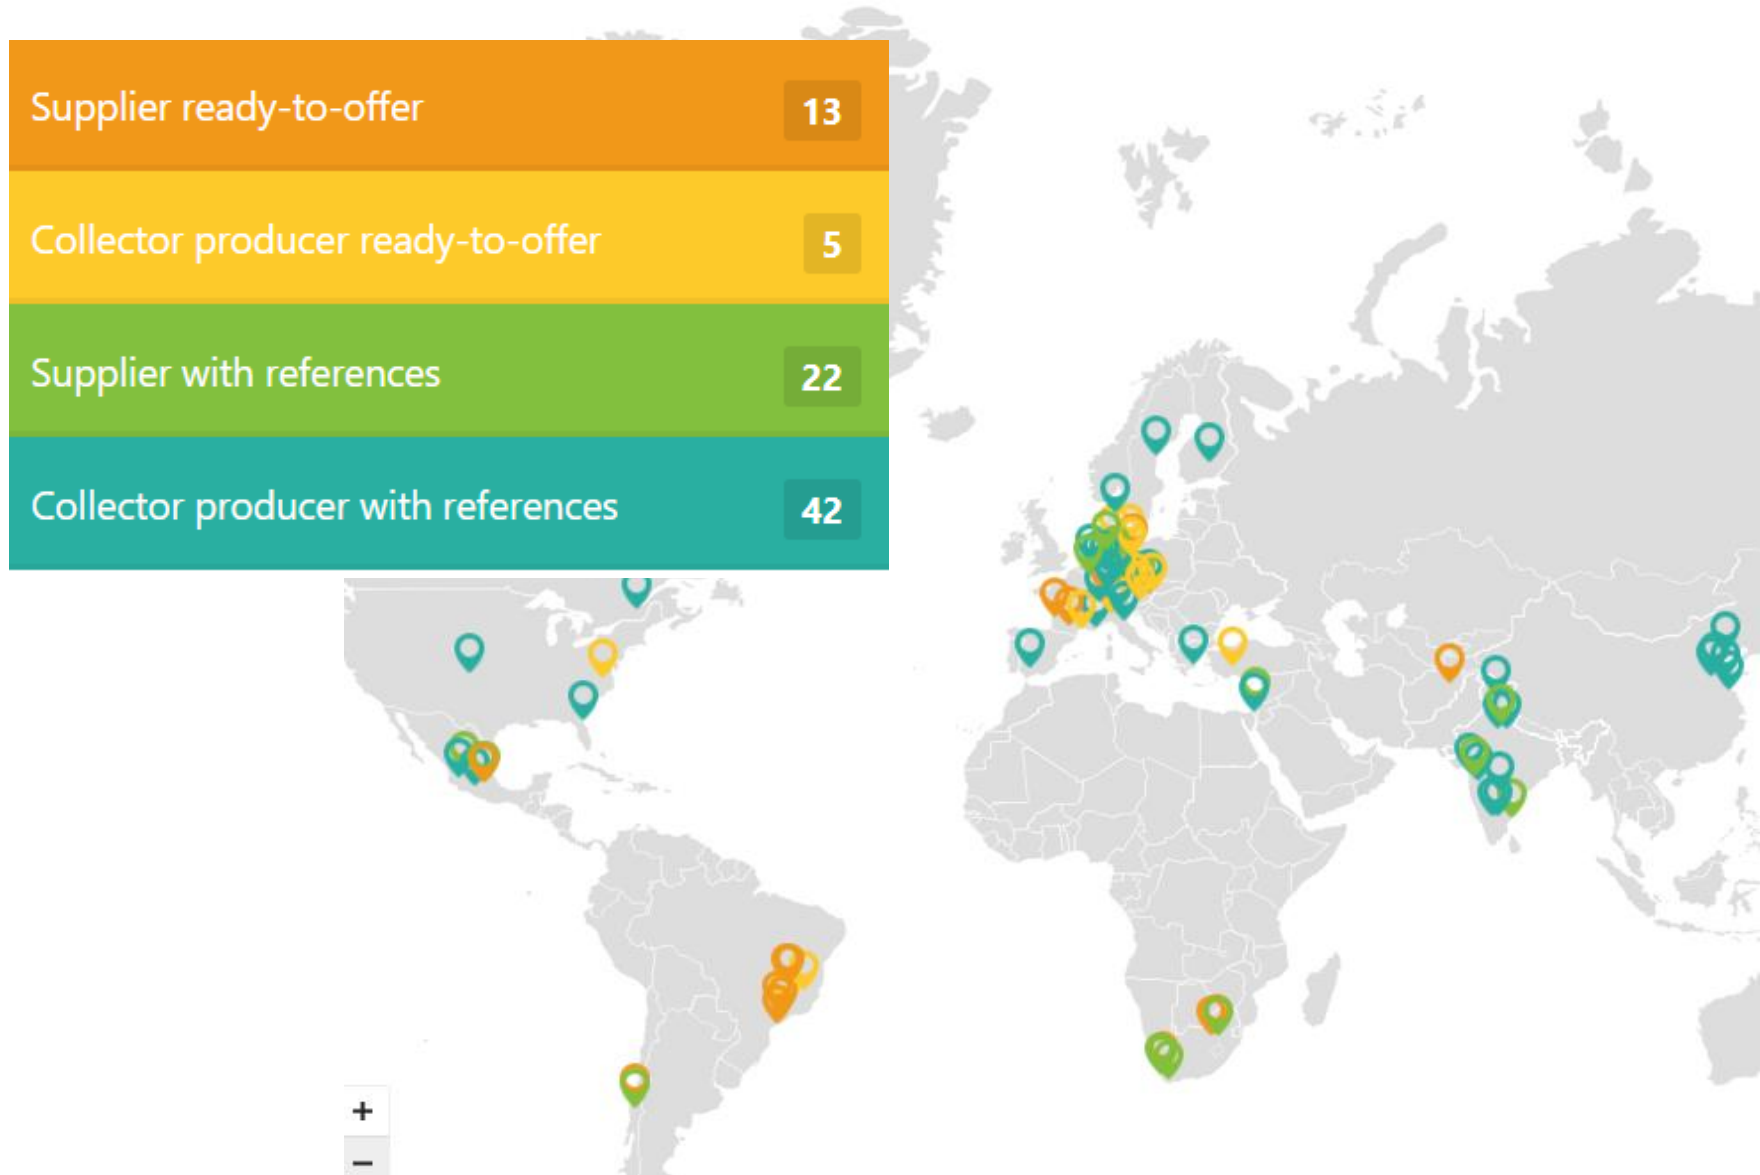 Supplier ready-to-offer 13
Collector producer ready-to-offer 5
Supplier with references 22
Collector producer with references 42
+
−